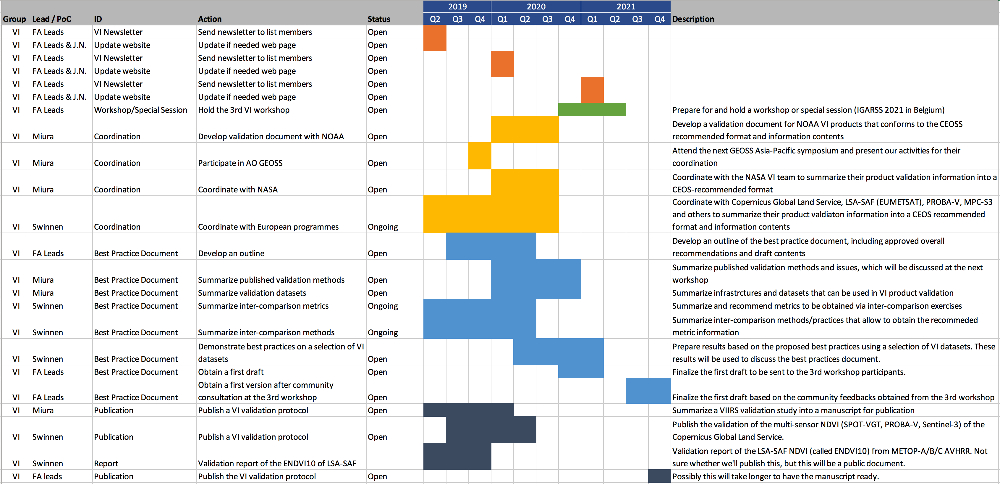 2019 2020 2021
Group Lead / PoC ID Action Status Q2 Q3 Q4 Q1 Q2 Q3 Q4 Q1 Q2 Q3 Q4 Description
VI FA Leads VI Newsletter Send newsletter to list members Open
VI FA Leads & J.N. Update website Update if needed web page Open
VI FA Leads VI Newsletter Send newsletter to list members Open
VI FA Leads & J.N. Update website Update if needed web page Open
VI FA Leads VI Newsletter Send newsletter to list members Open
VI FA Leads & J.N. Update website Update if needed web page Open
VI FA Leads Workshop/Special Session Hold the 3rd VI workshop Open Prepare for and hold a workshop or special session (IGARSS 2021 in Belgium)
Develop a validation document for NOAA VI products that conforms to the CEOSS
VI Miura Coordination Develop validation document with NOAA Open recommended format and information contents
Attend the next GEOSS Asia-Pacific symposium and present our activities for their
VI Miura Coordination Participate in AO GEOSS Open coordination
Coordinate with the NASA VI team to summarize their product validation information into a
VI Miura Coordination Coordinate with NASA Open CEOS-recommended format
Coordinate with Copernicus Global Land Service, LSA-SAF (EUMETSAT), PROBA-V, MPC-S3
and others to summarize their product valdiaton information into a CEOS recommended
VI Swinnen Coordination Coordinate with European programmes Ongoing format and information contents
Develop an outline of the best practice document, including approved overall
VI FA Leads Best Practice Document Develop an outline Open recommendations and draft contents
Summarize published validation methods and issues, which will be discussed at the next
VI Miura Best Practice Document Summarize published validation methods Open workshop
VI Miura Best Practice Document Summarize validation datasets Open Summarize infrastrctures and datasets that can be used in VI product validation
VI Swinnen Best Practice Document Summarize inter-comparison metrics Ongoing Summarize and recommend metrics to be obtained via inter-comparison exercises
Summarize inter-comparison methods/practices that allow to obtain the recommeded
VI Swinnen Best Practice Document Summarize inter-comparison methods Ongoing metric information
Demonstrate best practices on a selection of VI Prepare results based on the proposed best practices using a selection of VI datasets. These
VI Swinnen Best Practice Document datasets Open results will be used to discuss the best practices document.
VI FA Leads Best Practice Document Obtain a first draft Open Finalize the first draft to be sent to the 3rd workshop participants.
Obtain a first version after community
VI FA Leads Best Practice Document consultation at the 3rd workshop Open Finalize the first draft based on the community feedbacks obtained from the 3rd workshop
VI Miura Publication Publish a VI validation protocol Open Summarize a VIIRS validation study into a manuscript for publication
Publish the validation of the multi-sensor NDVI (SPOT-VGT, PROBA-V, Sentinel-3) of the
VI Swinnen Publication Publish a VI validation protocol Open Copernicus Global Land Service.
Validation report of the LSA-SAF NDVI (called ENDVI10) from METOP-A/B/C AVHRR. Not
VI Swinnen Report Validation report of the ENDVI10 of LSA-SAF sure whether we'll publish this, but this will be a public document.
VI FA leads Publication Publish the VI validation protocol Open Possibly this will take longer to have the manuscript ready.